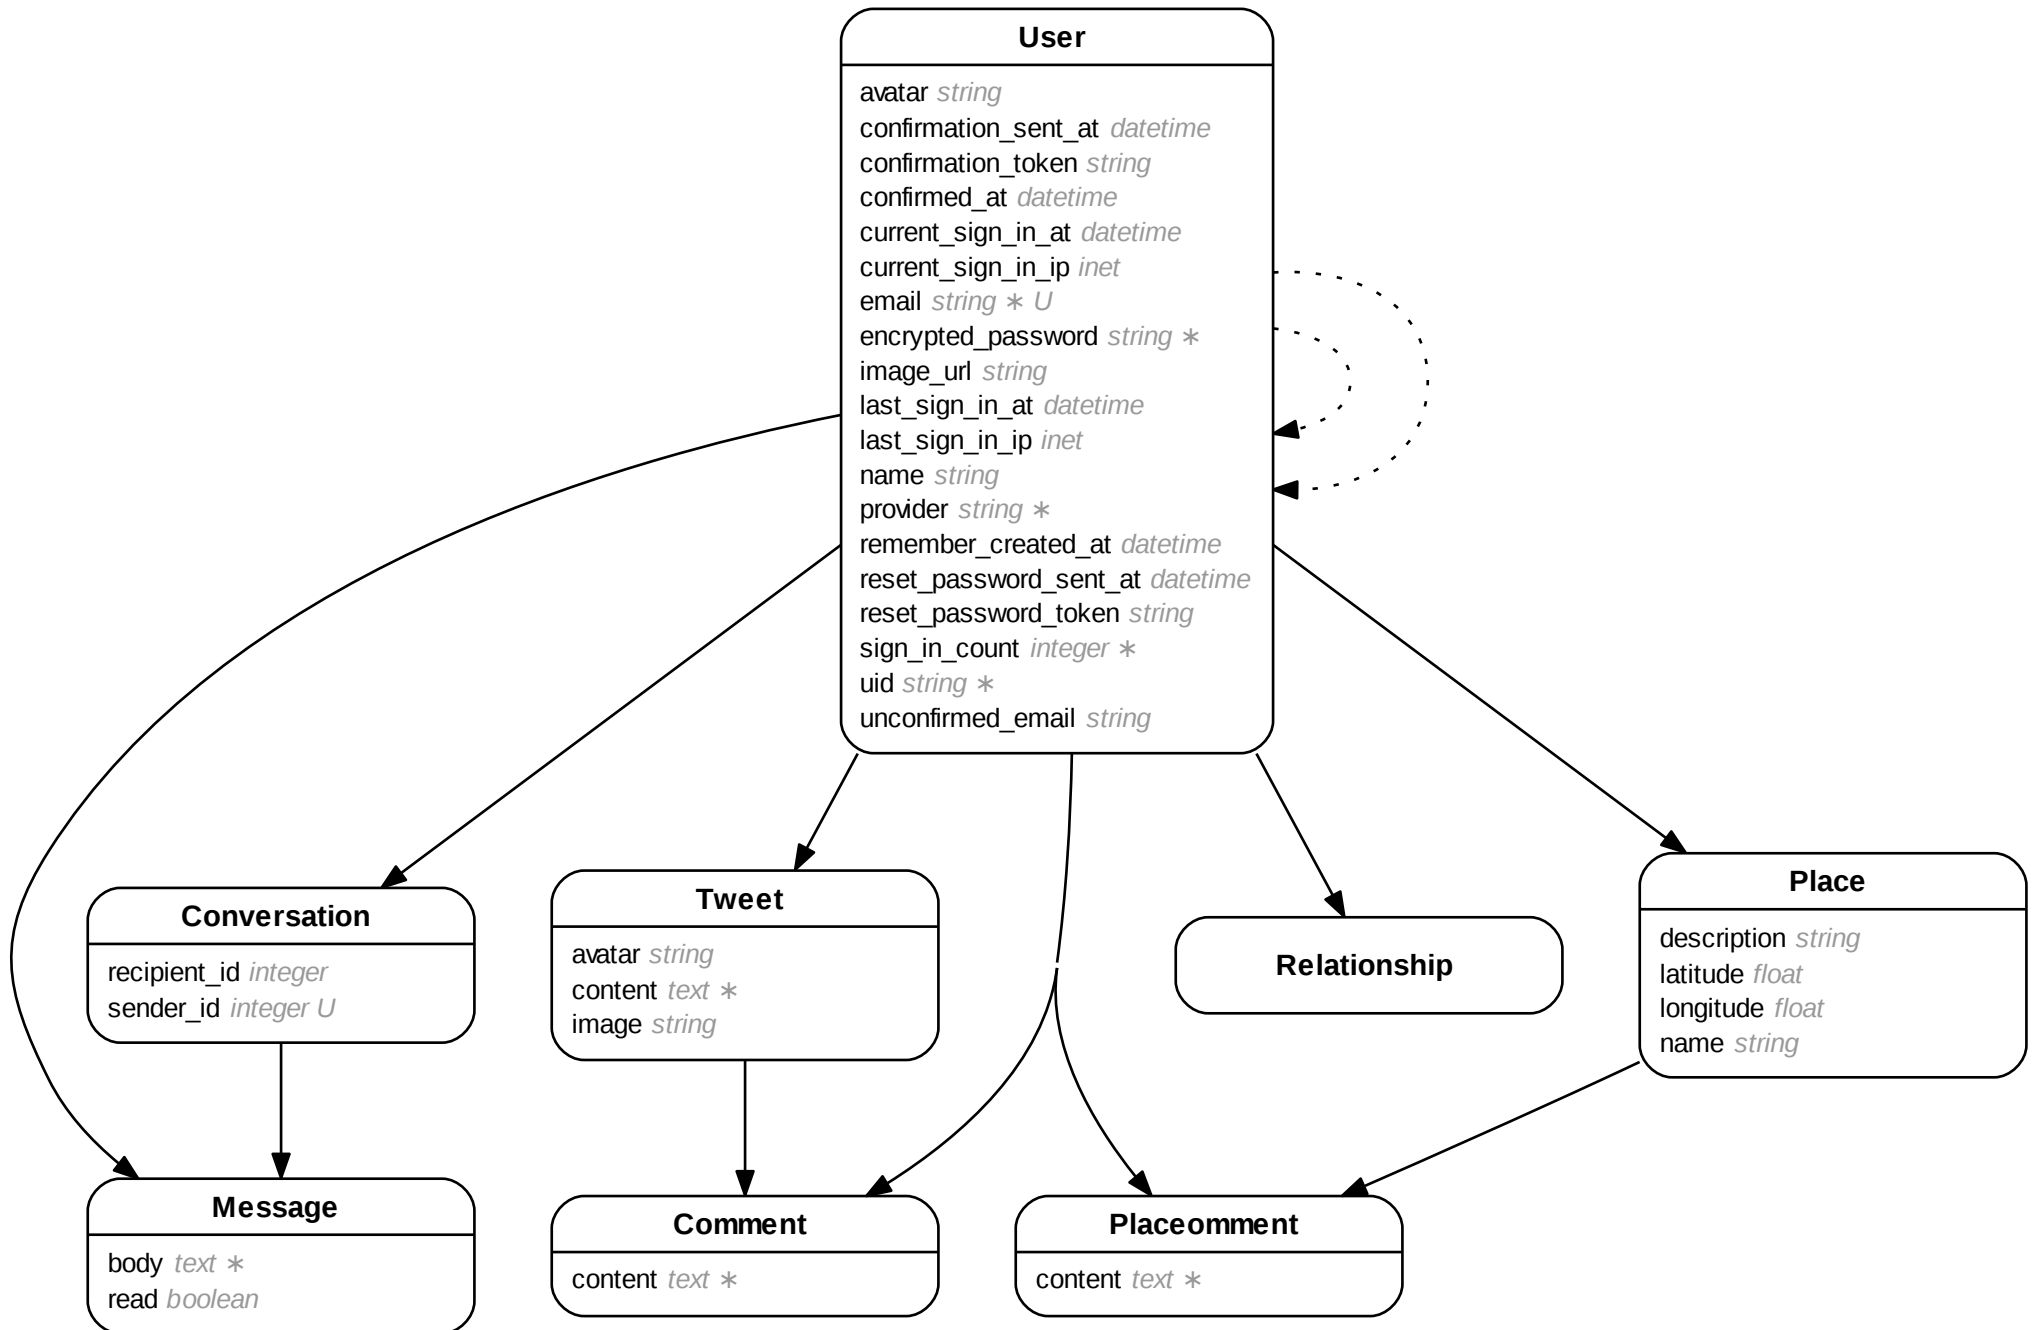 User
avatar string
confirmation_sent_at datetime
confirmation_token string
confirmed_at datetime
current_sign_in_at datetime
current_sign_in_ip inet
email string ∗ U
encrypted_password string ∗
image_url string
last_sign_in_at datetime
last_sign_in_ip inet
name string
provider string ∗
remember_created_at datetime
reset_password_sent_at datetime
reset_password_token string
sign_in_count integer ∗
uid string ∗
unconfirmed_email string
Conversation
recipient_id integer
sender_id integer U
Tweet
avatar string
content text ∗
image string
Relationship
Place
description string
latitude float
longitude float
name string
Message
body text ∗
read boolean
Comment
content text ∗
Placeomment
content text ∗